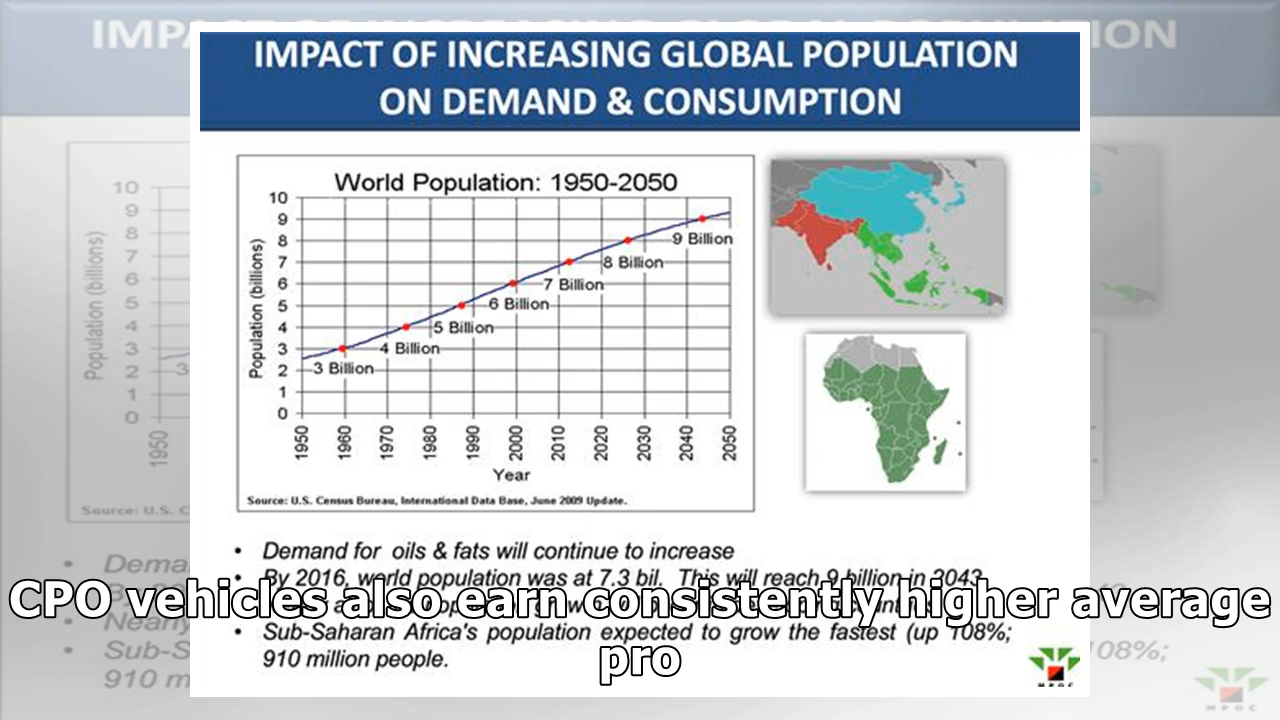 IMPACT OF INCREASING GLOBAL POPULATION
ON DEMAND & CONSUMPTION
World Population: 1950-2050
10
9
8
7
6
5
4
3
2
1
0
Population (billions)
9 Billion
8 Billion
7 Billion
6 Billion
5 Billion
4 Billion
3 Billion
1950
1960
1970
1980
1990
2000
2010
2020
2030
2040
2050
Year
Source: U.S. Census Bureau, International Data Base, June 2009 Update.
• Demand for oils & fats will continue to increase
• By 2016, world population was at 7.3 bil. This will reach 9 billion in 2043
CPO vehicles also earn consistently higher average
pro
• Sub-Saharan Africa's population expected to grow the fastest (up 108%;
910 million people.
MPOC